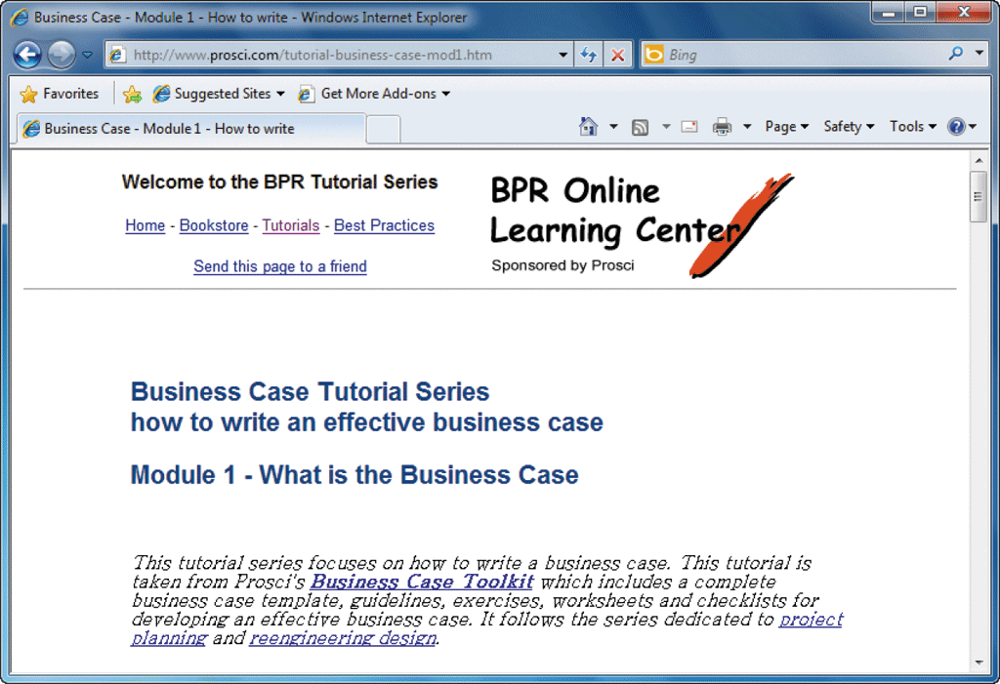 Business Case - Module 1 - How to write - Windows Internet Explorer
http://www.prosci.com/tutorial-business-case-mod1.htm
Bing
Favorites
Suggested Sites
Get More Add-ons
Business Case - Module 1 - How to write
Page
Safety
Tools
Welcome to the BPR Tutorial Series
Home - Bookstore - Tutorials - Best Practices
Send this page to a friend
BPR Online
Learning Center
Sponsored by Prosci
Business Case Tutorial Series
how to write an effective business case
Module 1 - What is the Business Case
This tutorial series focuses on how to write a business case. This tutorial is
taken from Prosci's Business Case Toolkit which includes a complete
business case template, guidelines, exercises, worksheets and checklists for
developing an effective business case. It follows the series dedicated to project
planning and reengineering design.